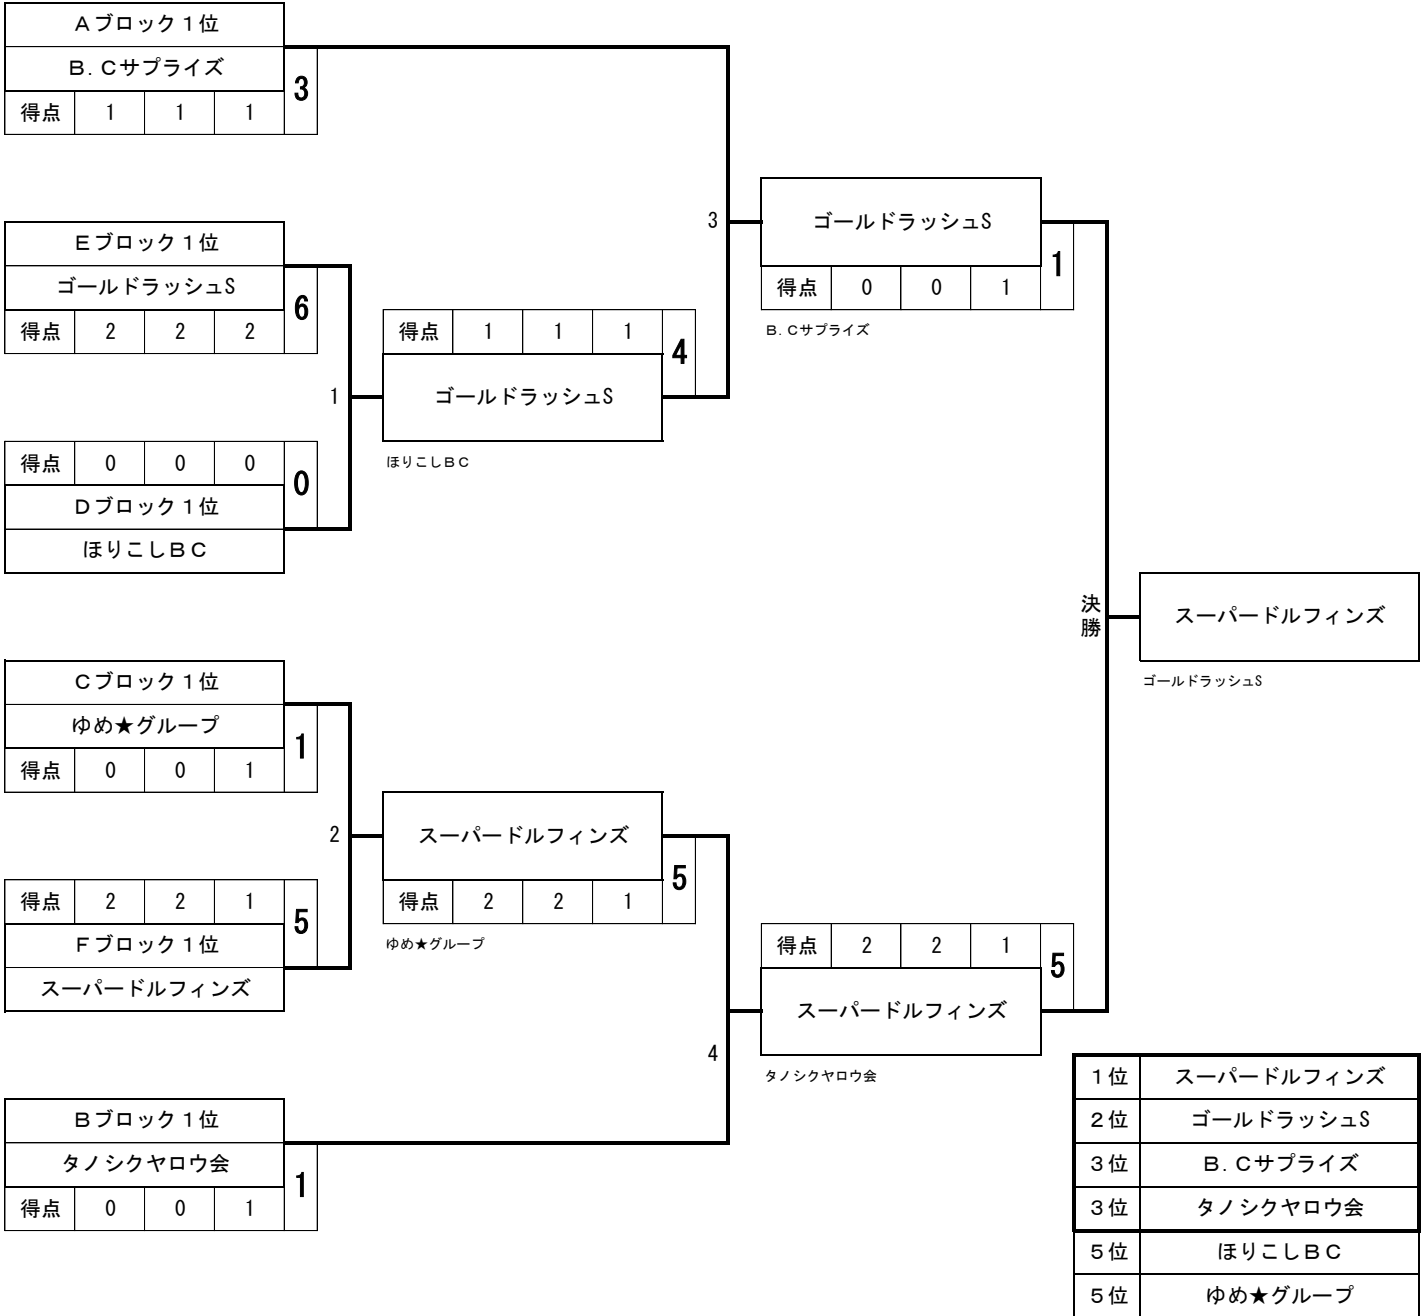 Ａブロック１位
Ｂ．Ｃサプライズ
得点 1 1 1 3
Ｅブロック１位
ゴールドラッシュS
得点 2 2 2 6
1
得点 0 0 0 0
Ｄブロック１位
ほりこしＢＣ
Ｃブロック１位
ゆめ★グループ
得点 0 0 1 1
2
得点 2 2 1 5
Ｆブロック１位
スーパードルフィンズ
Ｂブロック１位
タノシクヤロウ会
得点 0 0 1 1
得点 1 1 1 4
ゴールドラッシュS
ほりこしＢＣ
3
スーパードルフィンズ
得点 2 2 1 5
ゆめ★グループ
4
ゴールドラッシュS
得点 0 0 1 1
Ｂ．Ｃサプライズ
得点 2 2 1 5
スーパードルフィンズ
タノシクヤロウ会
決勝
スーパードルフィンズ
ゴールドラッシュS
１位 スーパードルフィンズ
２位 ゴールドラッシュS
３位 Ｂ．Ｃサプライズ
３位 タノシクヤロウ会
５位 ほりこしＢＣ
５位 ゆめ★グループ